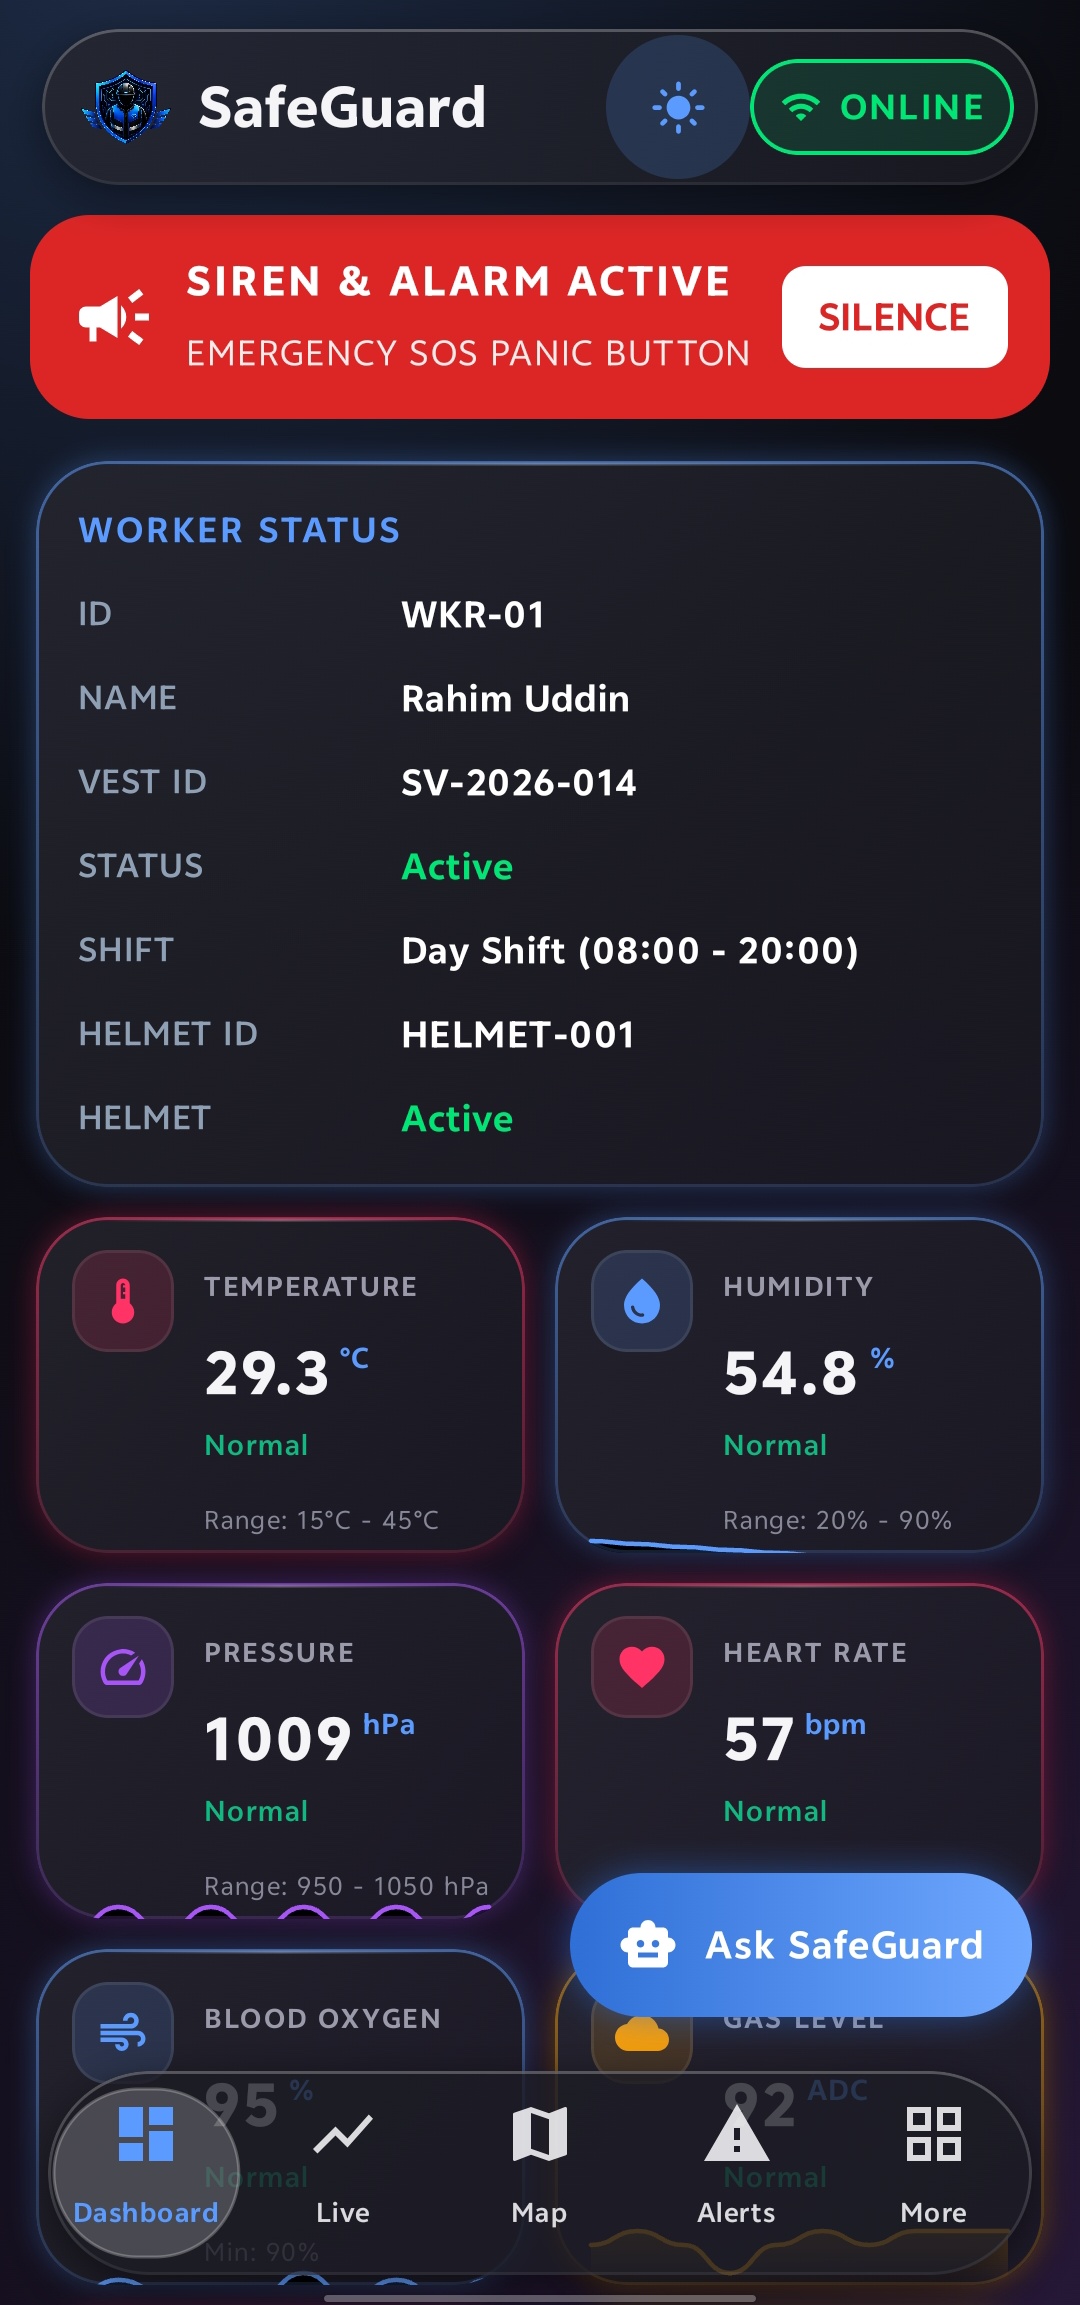 SafeGuard
ONLINE
SIREN & ALARM ACTIVE
EMERGENCY SOS PANIC BUTTON
SILENCE
WORKER STATUS
ID WKR-01
NAME Rahim Uddin
VEST ID SV-2026-014
STATUS Active
SHIFT Day Shift (08:00 - 20:00)
HELMET ID HELMET-001
HELMET Active
TEMPERATURE
29.3 °C
Normal
Range: 15°C - 45°C
HUMIDITY
54.8 %
Normal
Range: 20% - 90%
PRESSURE
1009 hPa
Normal
Range: 950 - 1050 hPa
HEART RATE
57 bpm
Normal
Ask SafeGuard
BLOOD OXYGEN
95 %
Normal
Min: 90%
GAS LEVEL
92 ADC
Normal
Dashboard
Live
Map
Alerts
More